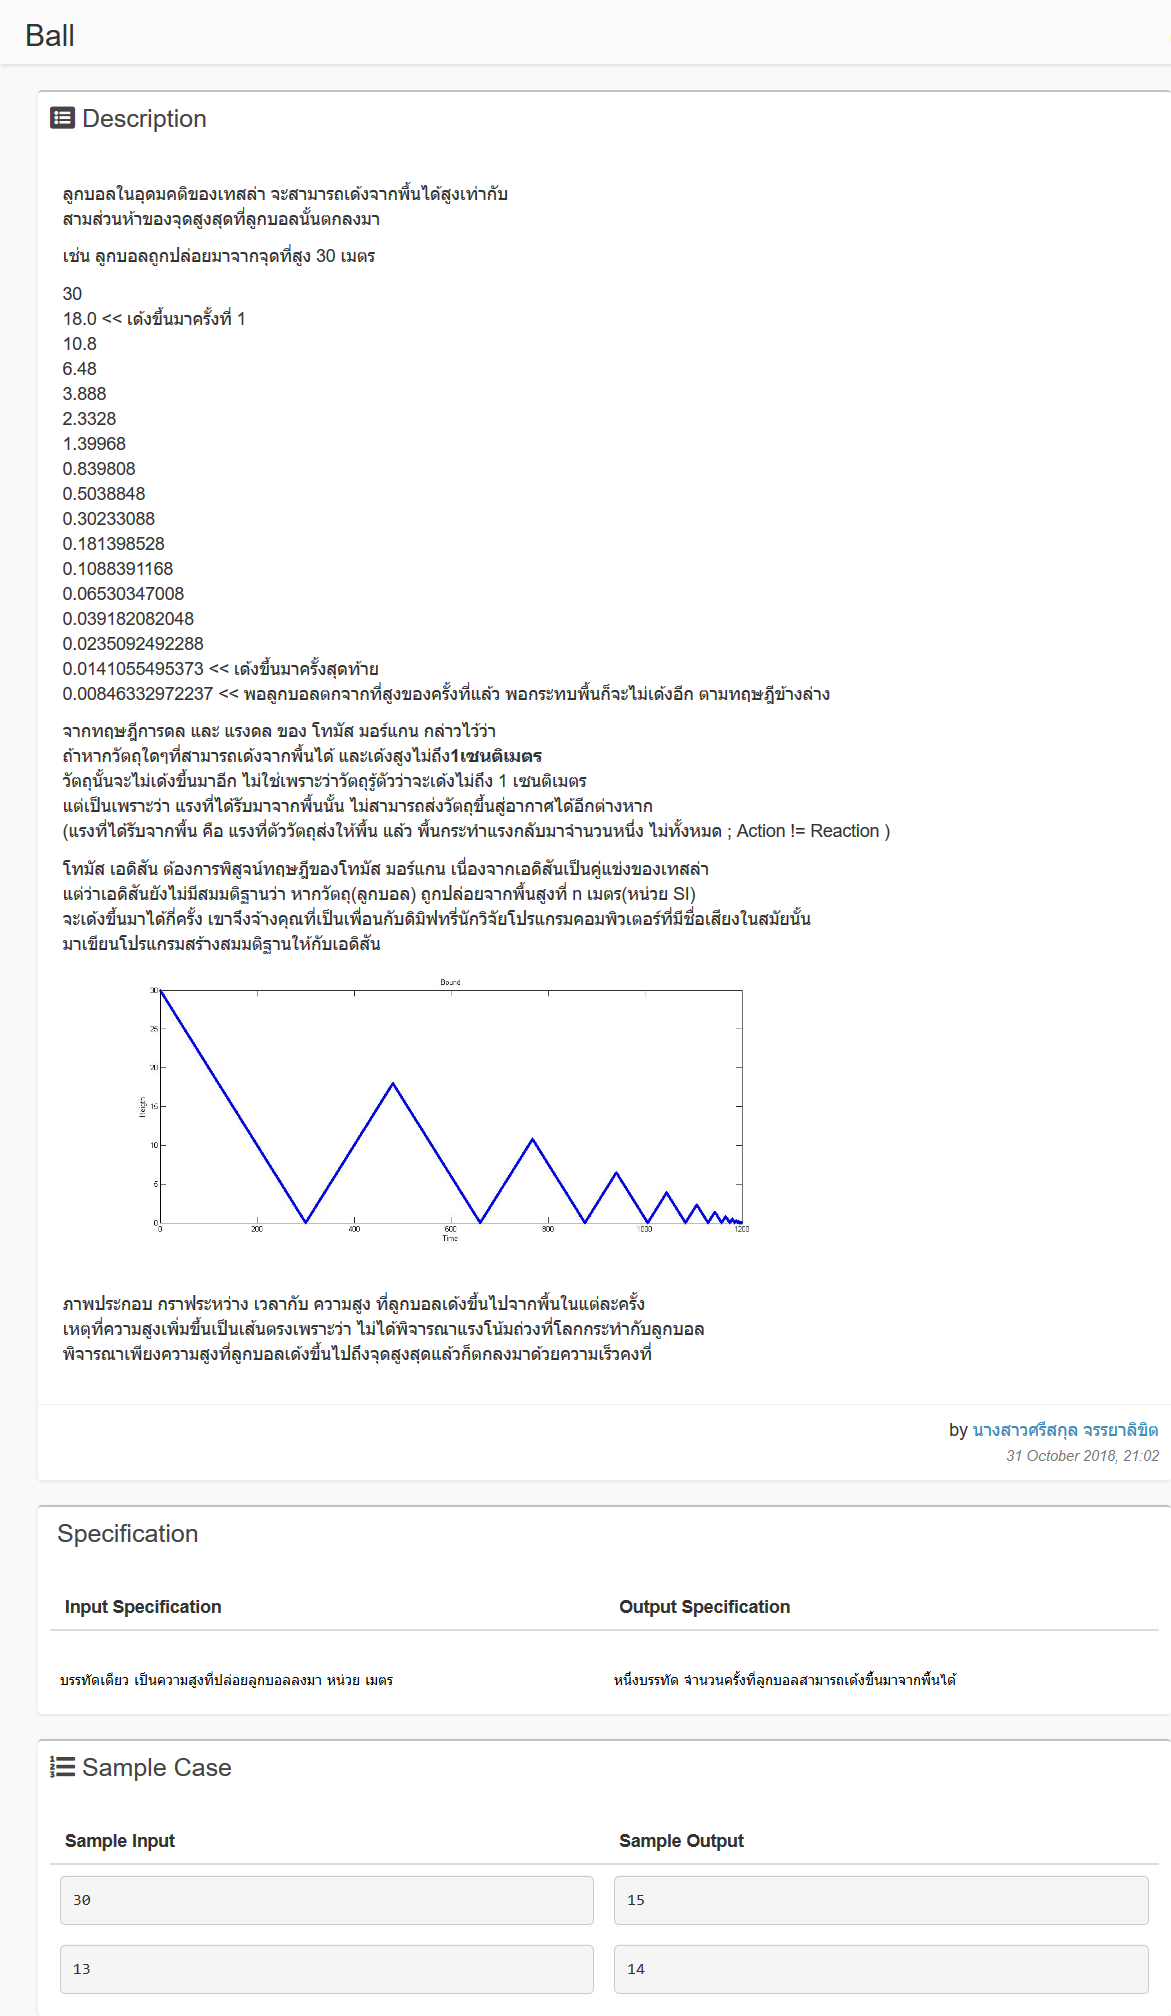 Ball
Description
ลูกบอลในอุดมคติของเทสล่า จะสามารถเด้งจากพื้นได้สูงเท่ากับ
สามส่วนห้าของจุดสูงสุดที่ลูกบอลนั้นตกลงมา
เช่น ลูกบอลถูกปล่อยมาจากจุดที่สูง 30 เมตร
30
18.0 << เด้งขึ้นมาครั้งที่ 1
10.8
6.48
3.888
2.3328
1.39968
0.839808
0.5038848
0.30233088
0.181398528
0.1088391168
0.06530347008
0.039182082048
0.0235092492288
0.0141055495373 << เด้งขึ้นมาครั้งสุดท้าย
0.00846332972237 << พอลูกบอลตกจากที่สูงของครั้งที่แล้ว พอกระทบพื้นก็จะไม่เด้งอีก ตามทฤษฎีข้างล่าง
จากทฤษฎีการดล และ แรงดล ของ โทมัส มอร์แกน กล่าวไว้ว่า
ถ้าหากวัตถุใดๆที่สามารถเด้งจากพื้นได้ และเด้งสูงไม่ถึง1เซนติเมตร
วัตถุนั้นจะไม่เด้งขึ้นมาอีก ไม่ใช่เพราะว่าวัตถุรู้ตัวว่าจะเด้งไม่ถึง 1 เซนติเมตร
แต่เป็นเพราะว่า แรงที่ได้รับมาจากพื้นนั้น ไม่สามารถส่งวัตถุขึ้นสู่อากาศได้อีกต่างหาก
(แรงที่ได้รับจากพื้น คือ แรงที่ตัววัตถุส่งให้พื้น แล้ว พื้นกระทำแรงกลับมาจำนวนหนึ่ง ไม่ทั้งหมด ; Action != Reaction )
โทมัส เอดิสัน ต้องการพิสูจน์ทฤษฎีของโทมัส มอร์แกน เนื่องจากเอดิสันเป็นคู่แข่งของเทสล่า
แต่ว่าเอดิสันยังไม่มีสมมติฐานว่า หากวัตถุ(ลูกบอล) ถูกปล่อยจากพื้นสูงที่ n เมตร(หน่วย SI)
จะเด้งขึ้นมาได้กี่ครั้ง เขาจึงจ้างคุณที่เป็นเพื่อนกับดิมิฟทรี่นักวิจัยโปรแกรมคอมพิวเตอร์ที่มีชื่อเสียงในสมัยนั้น
มาเขียนโปรแกรมสร้างสมมติฐานให้กับเอดิสัน
Bound
30
25
20
15
10
5
0
Heigth
0 200 400 600 800 1000 1200
Time
ภาพประกอบ กราฟระหว่าง เวลากับ ความสูง ที่ลูกบอลเด้งขึ้นไปจากพื้นในแต่ละครั้ง
เหตุที่ความสูงเพิ่มขึ้นเป็นเส้นตรงเพราะว่า ไม่ได้พิจารณาแรงโน้มถ่วงที่โลกกระทำกับลูกบอล
พิจารณาเพียงความสูงที่ลูกบอลเด้งขึ้นไปถึงจุดสูงสุดแล้วก็ตกลงมาด้วยความเร็วคงที่
by นางสาวศรีสกุล จรรยาลิขิต
31 October 2018, 21:02
Specification
Input Specification Output Specification
บรรทัดเดียว เป็นความสูงที่ปล่อยลูกบอลลงมา หน่วย เมตร หนึ่งบรรทัด จำนวนครั้งที่ลูกบอลสามารถเด้งขึ้นมาจากพื้นได้
Sample Case
Sample Input Sample Output
30 15
13 14